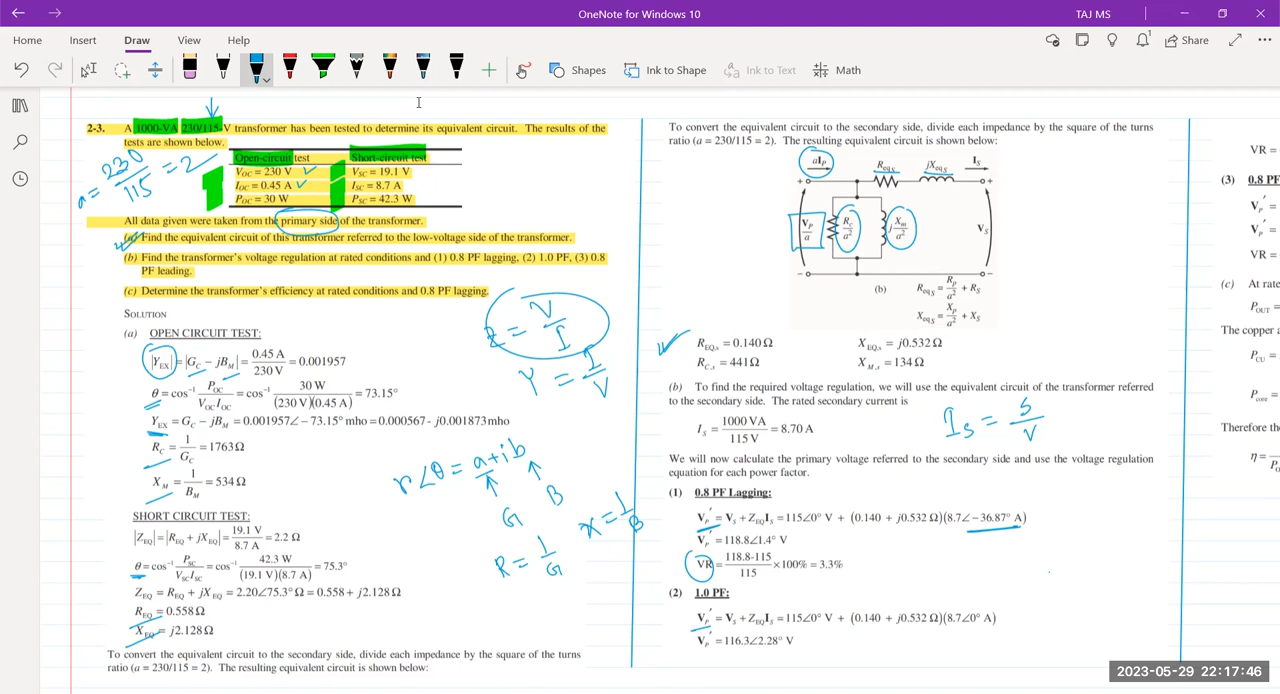 OneNote for Windows 10
TAJ MS
Home
Insert
Draw
View
Help
Share
Shapes
Ink to Shape
Ink to Text
Math
2-3. A 1000-VA 230/115-V transformer has been tested to determine its equivalent circuit. The results of the
tests are shown below.
a = 230/115 = 2
Open-circuit test Short-circuit test
VOC = 230 V VSC = 19.1 V
IOC = 0.45 A ISC = 8.7 A
POC = 30 W PSC = 42.3 W
All data given were taken from the primary side of the transformer.
(a) Find the equivalent circuit of this transformer referred to the low-voltage side of the transformer.
(b) Find the transformer's voltage regulation at rated conditions and (1) 0.8 PF lagging, (2) 1.0 PF, (3) 0.8
PF leading.
(c) Determine the transformer's efficiency at rated conditions and 0.8 PF lagging.
SOLUTION
(a) OPEN CIRCUIT TEST:
|YEX| = |GC − jBM| = 0.45 A / 230 V = 0.001957
θ = cos⁻¹ POC / VOC IOC = cos⁻¹ 30 W / (230 V)(0.45 A) = 73.15°
YEX = GC − jBM = 0.001957∠ − 73.15° mho = 0.000567 - j0.001873 mho
RC = 1 / GC = 1763 Ω
XM = 1 / BM = 534 Ω
SHORT CIRCUIT TEST:
|ZEQ| = |REQ + jXEQ| = 19.1 V / 8.7 A = 2.2 Ω
θ = cos⁻¹ PSC / VSC ISC = cos⁻¹ 42.3 W / (19.1 V)(8.7 A) = 75.3°
ZEQ = REQ + jXEQ = 2.20∠75.3° Ω = 0.558 + j2.128 Ω
REQ = 0.558 Ω
XEQ = j2.128 Ω
To convert the equivalent circuit to the secondary side, divide each impedance by the square of the turns
ratio (a = 230/115 = 2). The resulting equivalent circuit is shown below:
Z = V / I
Y = I / V
r∠θ = a + ib
G B
R = 1 / G
X = 1 / B
To convert the equivalent circuit to the secondary side, divide each impedance by the square of the turns
ratio (a = 230/115 = 2). The resulting equivalent circuit is shown below:
aIP Reqs jXeqs IS
VP / a Rc / a² j Xm / a² VS
(b) Reqs = RP / a² + RS
Xeqs = XP / a² + XS
REQ,s = 0.140 Ω XEQ,s = j0.532 Ω
RC,s = 441 Ω XM,s = 134 Ω
(b) To find the required voltage regulation, we will use the equivalent circuit of the transformer referred
to the secondary side. The rated secondary current is
IS = 1000 VA / 115 V = 8.70 A
IS = S / V
We will now calculate the primary voltage referred to the secondary side and use the voltage regulation
equation for each power factor.
(1) 0.8 PF Lagging:
VP′ = VS + ZEQIS = 115∠0° V + (0.140 + j0.532 Ω)(8.7∠ −36.87° A)
VP′ = 118.8∠1.4° V
VR = 118.8-115 / 115 × 100% = 3.3%
(2) 1.0 PF:
VP′ = VS + ZEQIS = 115∠0° V + (0.140 + j0.532 Ω)(8.7∠0° A)
VP′ = 116.3∠2.28° V
VR =
(3) 0.8 PF
VP′ =
VP′ =
VR =
(c) At rate
POUT =
The copper a
PCU =
Pcore =
Therefore the
η =
2023-05-29 22:17:46